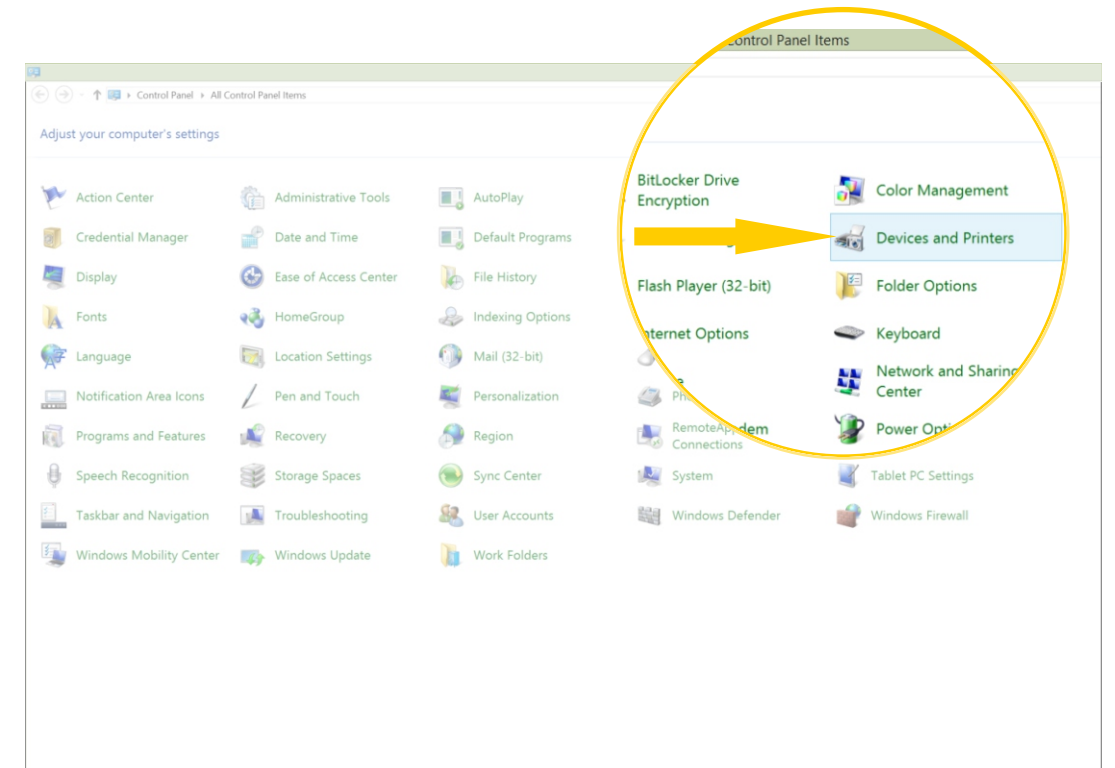 Control Panel Items
Control Panel
All Control Panel Items
Adjust your computer's settings
Action Center
Administrative Tools
AutoPlay
BitLocker Drive
Encryption
Color Management
Credential Manager
Date and Time
Default Programs
Devices and Printers
Display
Ease of Access Center
File History
Flash Player (32-bit)
Folder Options
Fonts
HomeGroup
Indexing Options
Internet Options
Keyboard
Language
Location Settings
Mail (32-bit)
Network and Sharing
Center
Notification Area Icons
Pen and Touch
Personalization
Power
Programs and Features
Recovery
Region
Connections
Speech Recognition
Storage Spaces
Sync Center
System
Tablet PC Settings
Taskbar and Navigation
Troubleshooting
User Accounts
Windows Defender
Windows Firewall
Windows Mobility Center
Windows Update
Work Folders